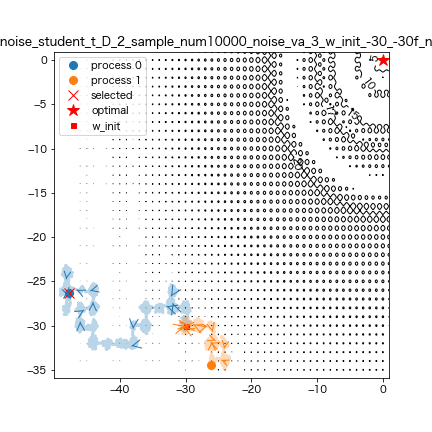 noise_student_t_D_2_sample_num10000_noise_va_3_w_init_-30_-30f_n
process 0
process 1
selected
optimal
w_init
0
−5
−10
−15
−20
−25
−30
−35
−40
−30
−20
−10
0